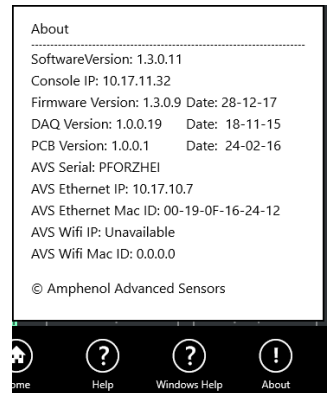 About
SoftwareVersion: 1.3.0.11
Console IP: 10.17.11.32
Firmware Version: 1.3.0.9 Date: 28-12-17
DAQ Version: 1.0.0.19 Date: 18-11-15
PCB Version: 1.0.0.1 Date: 24-02-16
AVS Serial: PFORZHEI
AVS Ethernet IP: 10.17.10.7
AVS Ethernet Mac ID: 00-19-0F-16-24-12
AVS Wifi IP: Unavailable
AVS Wifi Mac ID: 0.0.0.0
© Amphenol Advanced Sensors
ome Help Windows Help About